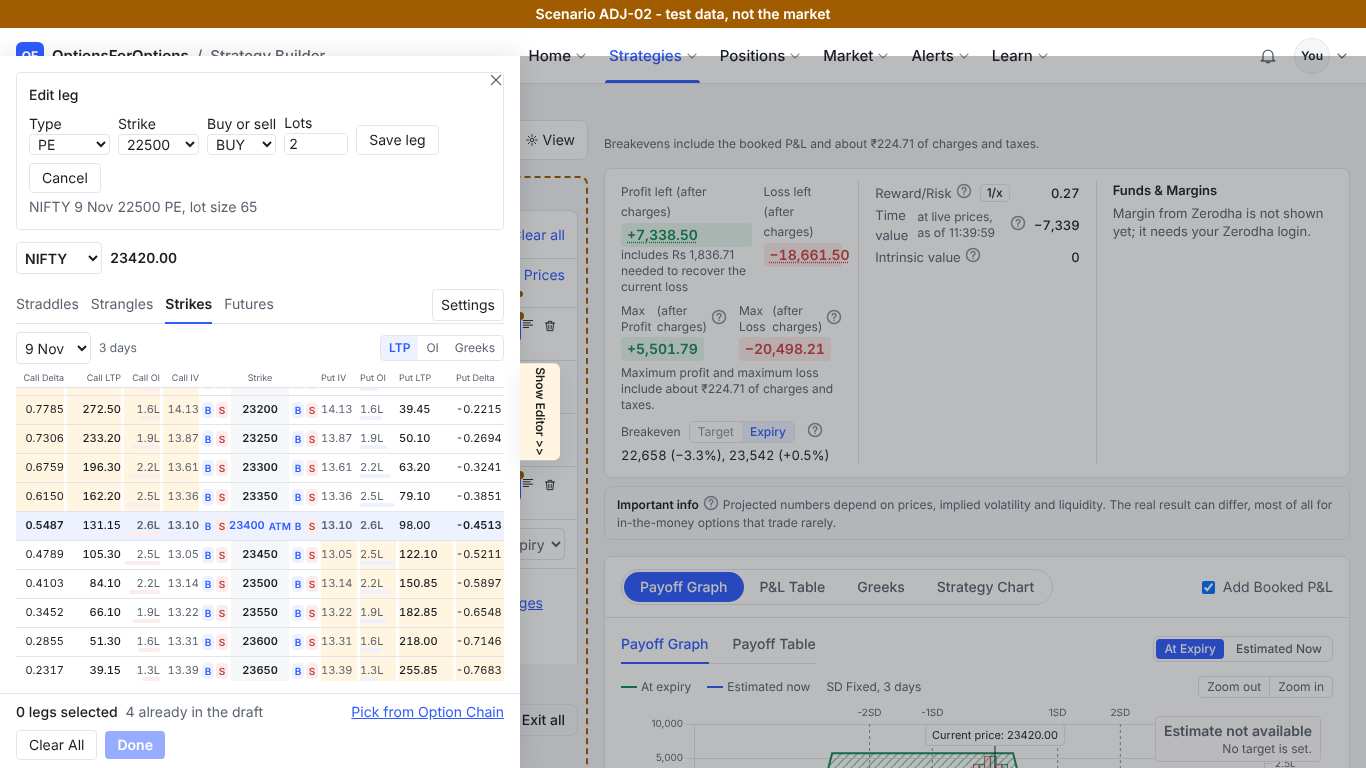 Scenario ADJ-02 - test data, not the market
OptionsForOptions / Strategy Builder
Home Strategies Positions Market Alerts Learn You
Edit leg
Type Strike Buy or sell Lots
PE 22500 BUY 2 Save leg
Cancel
NIFTY 9 Nov 22500 PE, lot size 65
NIFTY 23420.00
Straddles Strangles Strikes Futures Settings
9 Nov 3 days LTP OI Greeks
Call Delta Call LTP Call OI Call IV Strike Put IV Put OI Put LTP Put Delta
0.7785 272.50 1.6L 14.13 B S 23200 B S 14.13 1.6L 39.45 -0.2215
0.7306 233.20 1.9L 13.87 B S 23250 B S 13.87 1.9L 50.10 -0.2694
0.6759 196.30 2.2L 13.61 B S 23300 B S 13.61 2.2L 63.20 -0.3241
0.6150 162.20 2.5L 13.36 B S 23350 B S 13.36 2.5L 79.10 -0.3851
0.5487 131.15 2.6L 13.10 B S 23400 ATM B S 13.10 2.6L 98.00 -0.4513
0.4789 105.30 2.5L 13.05 B S 23450 B S 13.05 2.5L 122.10 -0.5211
0.4103 84.10 2.2L 13.14 B S 23500 B S 13.14 2.2L 150.85 -0.5897
0.3452 66.10 1.9L 13.22 B S 23550 B S 13.22 1.9L 182.85 -0.6548
0.2855 51.30 1.6L 13.31 B S 23600 B S 13.31 1.6L 218.00 -0.7146
0.2317 39.15 1.3L 13.39 B S 23650 B S 13.39 1.3L 255.85 -0.7683
0 legs selected 4 already in the draft Pick from Option Chain
Clear All Done
View
lear all
Prices
Show Editor >>
piry
ges
Exit all
Breakevens include the booked P&L and about ₹224.71 of charges and taxes.
Profit left (after charges)
+7,338.50
includes Rs 1,836.71 needed to recover the current loss
Loss left (after charges)
−18,661.50
Max Profit (after charges)
+5,501.79
Max Loss (after charges)
−20,498.21
Maximum profit and maximum loss
include about ₹224.71 of charges and
taxes.
Breakeven Target Expiry
22,658 (−3.3%), 23,542 (+0.5%)
Reward/Risk 1/x 0.27
Time value at live prices, as of 11:39:59 −7,339
Intrinsic value 0
Funds & Margins
Margin from Zerodha is not shown
yet; it needs your Zerodha login.
Important info Projected numbers depend on prices, implied volatility and liquidity. The real result can differ, most of all for
in-the-money options that trade rarely.
Payoff Graph P&L Table Greeks Strategy Chart Add Booked P&L
Payoff Graph Payoff Table At Expiry Estimated Now
At expiry Estimated now SD Fixed, 3 days Zoom out Zoom in
-2SD -1SD 1SD 2SD
10,000
Current price: 23420.00
Estimate not available
No target is set.
5,000
2.5L